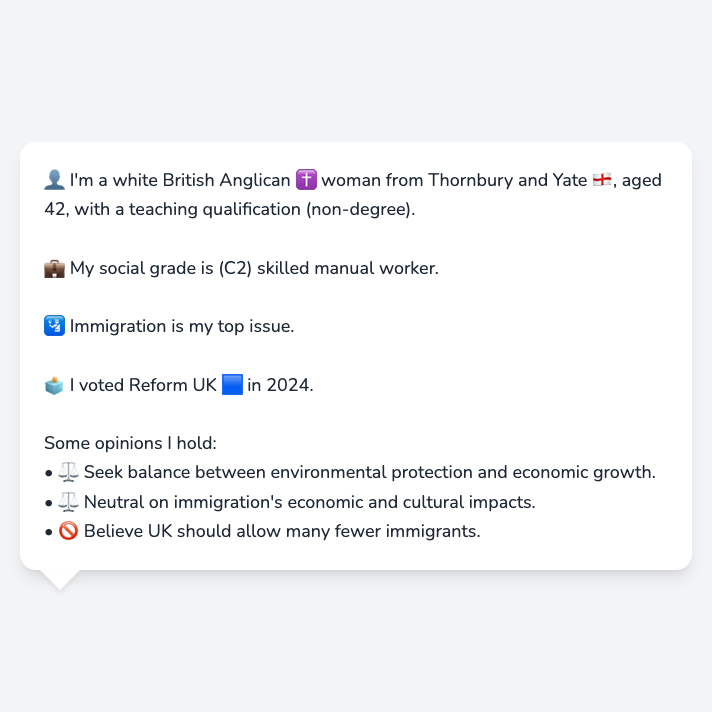 👤 I'm a white British Anglican ✝️ woman from Thornbury and Yate 🏴󠁧󠁢󠁥󠁮󠁧󠁿, aged
42, with a teaching qualification (non-degree).
💼 My social grade is (C2) skilled manual worker.
🛂 Immigration is my top issue.
🗳️ I voted Reform UK 🟦 in 2024.
Some opinions I hold:
• ⚖️ Seek balance between environmental protection and economic growth.
• ⚖️ Neutral on immigration's economic and cultural impacts.
• 🚫 Believe UK should allow many fewer immigrants.